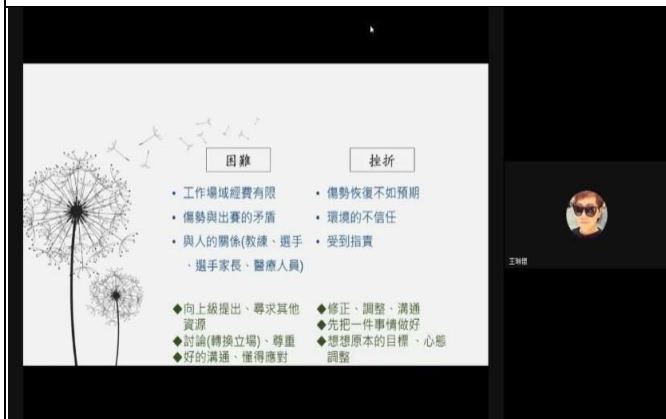 困難
• 工作場域經費有限
• 傷勢與出賽的矛盾
• 與人的關係(教練、選手
、選手家長、醫療人員)
◆向上級提出、尋求其他
資源
◆討論(轉換立場)、尊重
◆好的溝通、懂得應對
挫折
• 傷勢恢復不如預期
• 環境的不信任
• 受到指責
◆修正、調整、溝通
◆先把一件事情做好
◆想想原本的目標、心態
調整